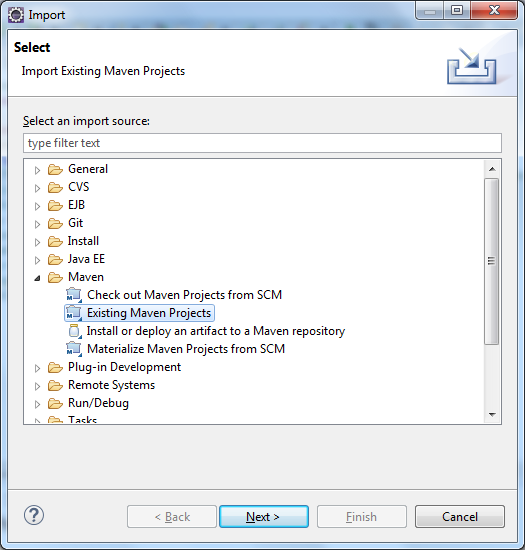 Import
Select
Import Existing Maven Projects
Select an import source:
type filter text
General
CVS
EJB
Git
Install
Java EE
Maven
Check out Maven Projects from SCM
Existing Maven Projects
Install or deploy an artifact to a Maven repository
Materialize Maven Projects from SCM
Plug-in Development
Remote Systems
Run/Debug
Tasks
< Back
Next >
Finish
Cancel